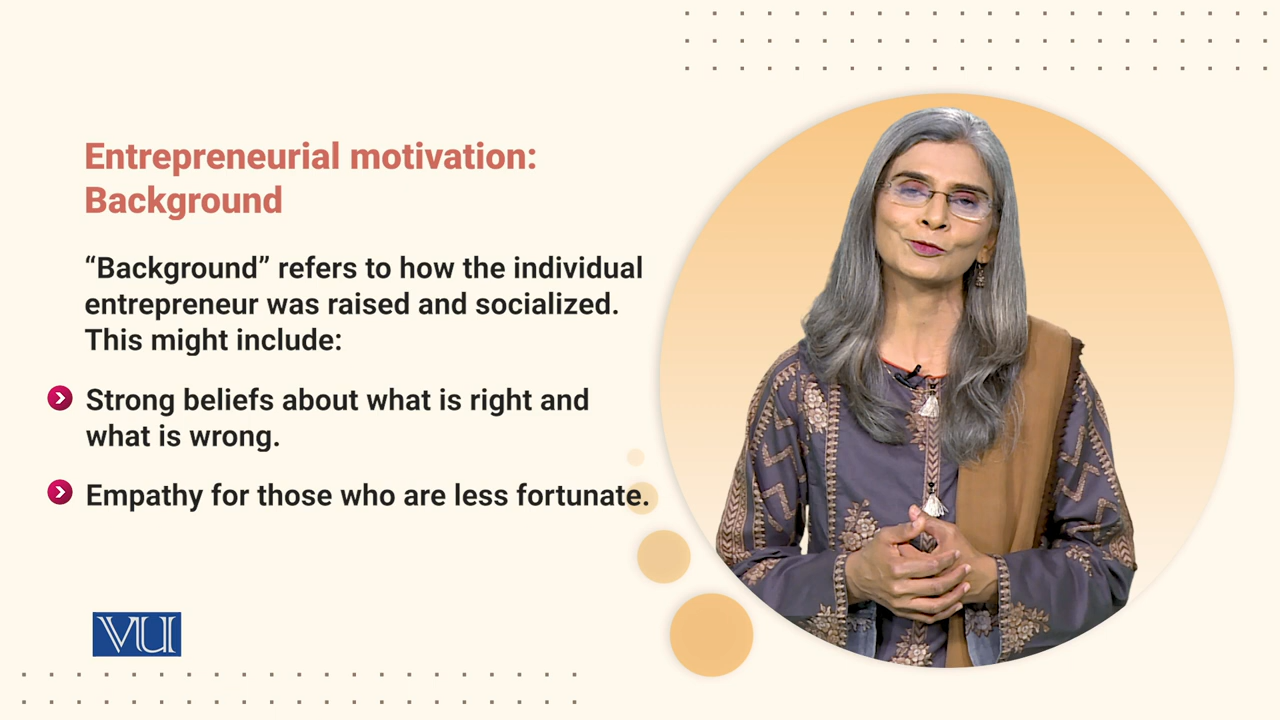 Entrepreneurial motivation:
Background
“Background” refers to how the individual
entrepreneur was raised and socialized.
This might include:
Strong beliefs about what is right and
what is wrong.
Empathy for those who are less fortunate.
VU